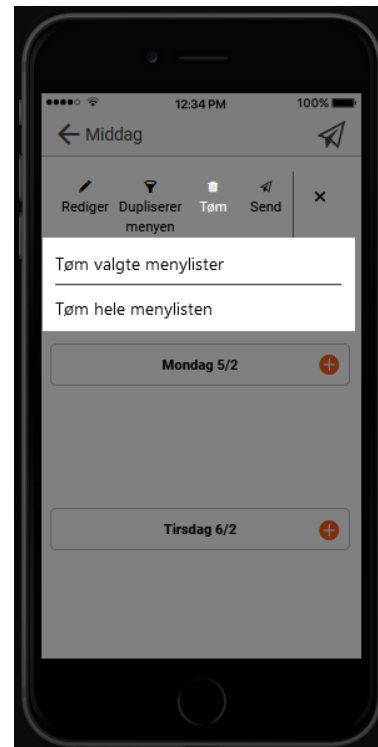 12:34 PM 100%
Middag
Rediger Dupliserer menyen Tøm Send
Tøm valgte menylister
Tøm hele menylisten
Mondag 5/2
Tirsdag 6/2